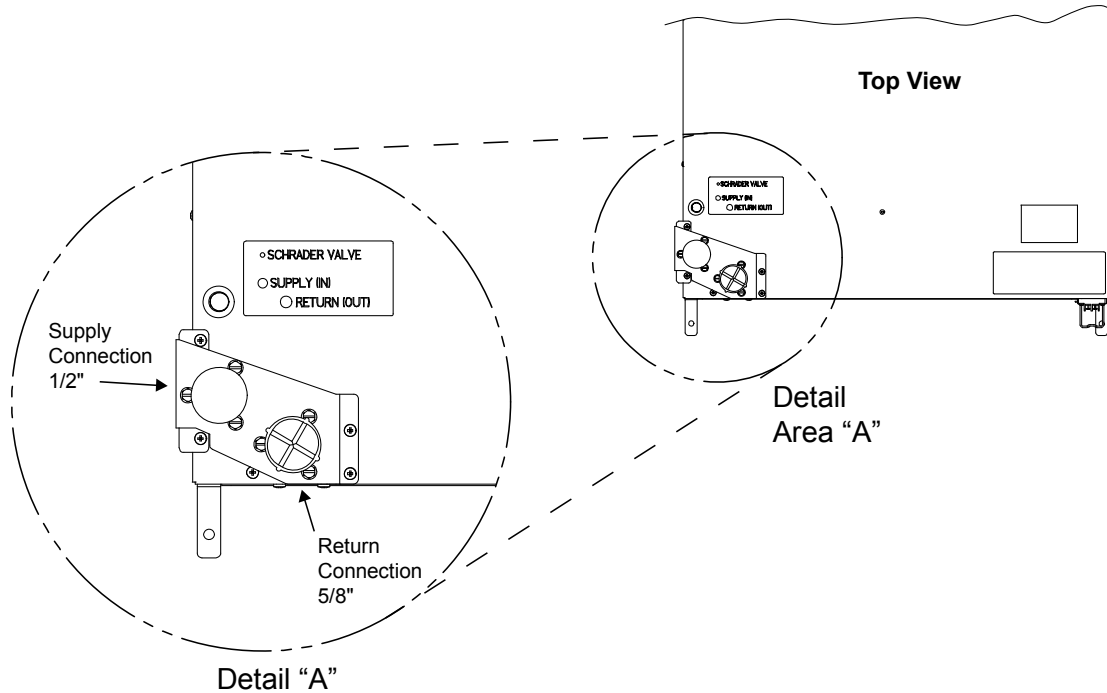 Top View
SCHRADER VALVE
SUPPLY (IN)
RETURN (OUT)
SCHRADER VALVE
SUPPLY (IN)
RETURN (OUT)
Supply
Connection
1/2"
Detail
Area “A”
Return
Connection
5/8"
Detail “A”